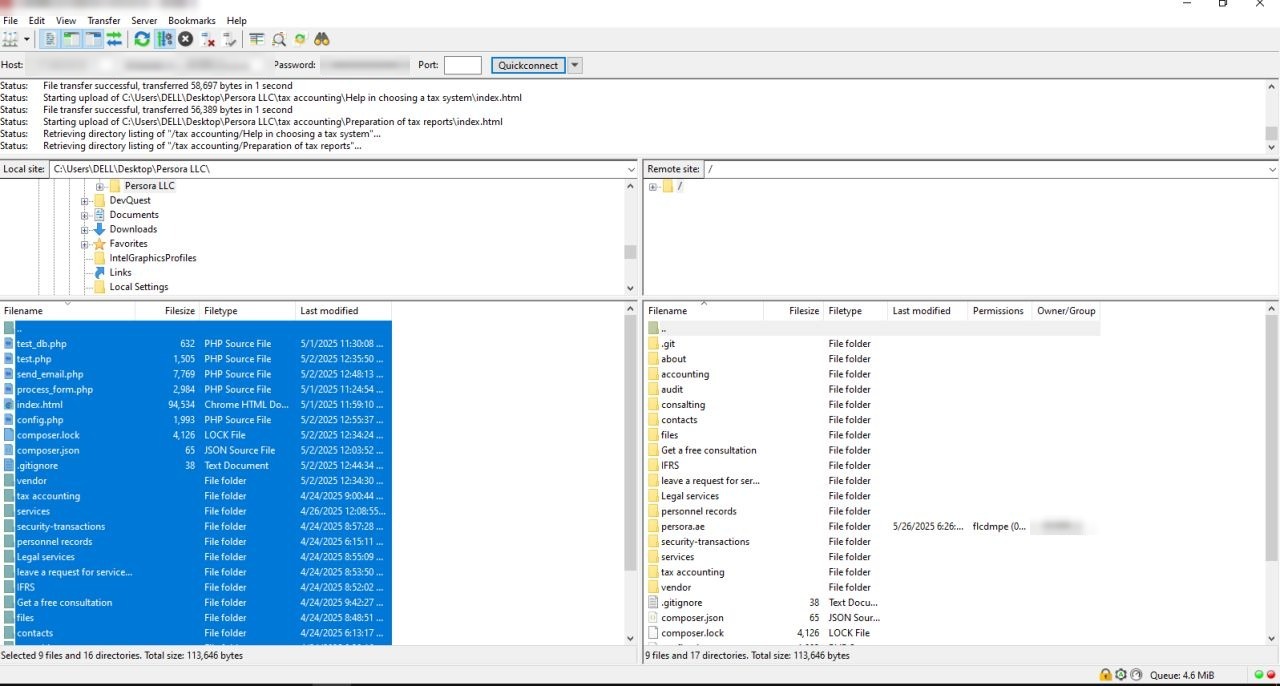 File Edit View Transfer Server Bookmarks Help
Host: Password: Port: Quickconnect
Status: File transfer successful, transferred 58,697 bytes in 1 second
Status: Starting upload of C:\Users\DELL\Desktop\Persora LLC\tax accounting\Help in choosing a tax system\index.html
Status: File transfer successful, transferred 56,389 bytes in 1 second
Status: Starting upload of C:\Users\DELL\Desktop\Persora LLC\tax accounting\Preparation of tax reports\index.html
Status: Retrieving directory listing of "/tax accounting/Help in choosing a tax system"...
Status: Retrieving directory listing of "/tax accounting/Preparation of tax reports"...
Local site: C:\Users\DELL\Desktop\Persora LLC\
Persora LLC
DevQuest
Documents
Downloads
Favorites
IntelGraphicsProfiles
Links
Local Settings
Remote site: /
/
Filename Filesize Filetype Last modified
..
test_db.php 632 PHP Source File 5/1/2025 11:30:08 ...
test.php 1,505 PHP Source File 5/2/2025 12:35:50 ...
send_email.php 7,769 PHP Source File 5/2/2025 12:48:13 ...
process_form.php 2,984 PHP Source File 5/1/2025 11:24:54 ...
index.html 94,534 Chrome HTML Do... 5/1/2025 11:59:10 ...
config.php 1,993 PHP Source File 5/2/2025 12:55:37 ...
composer.lock 4,126 LOCK File 5/2/2025 12:34:24 ...
composer.json 65 JSON Source File 5/2/2025 12:03:52 ...
.gitignore 38 Text Document 5/2/2025 12:44:34 ...
vendor File folder 5/2/2025 12:34:30 ...
tax accounting File folder 4/24/2025 9:00:44 ...
services File folder 4/26/2025 12:08:55...
security-transactions File folder 4/24/2025 8:57:28 ...
personnel records File folder 4/24/2025 6:15:11 ...
Legal services File folder 4/24/2025 8:55:09 ...
leave a request for service... File folder 4/24/2025 8:53:50 ...
IFRS File folder 4/24/2025 8:52:02 ...
Get a free consultation File folder 4/24/2025 9:42:27 ...
files File folder 4/24/2025 8:48:51 ...
contacts File folder 4/24/2025 6:13:17 ...
Selected 9 files and 16 directories. Total size: 113,646 bytes
Filename Filesize Filetype Last modified Permissions Owner/Group
..
.git File folder
about File folder
accounting File folder
audit File folder
consalting File folder
contacts File folder
files File folder
Get a free consultation File folder
IFRS File folder
leave a request for ser... File folder
Legal services File folder
personnel records File folder
persora.ae File folder 5/26/2025 6:26:... flcdmpe (0...
security-transactions File folder
services File folder
tax accounting File folder
vendor File folder
.gitignore 38 Text Docu...
composer.json 65 JSON Sour...
composer.lock 4,126 LOCK File
9 files and 17 directories. Total size: 113,646 bytes
Queue: 4.6 MiB